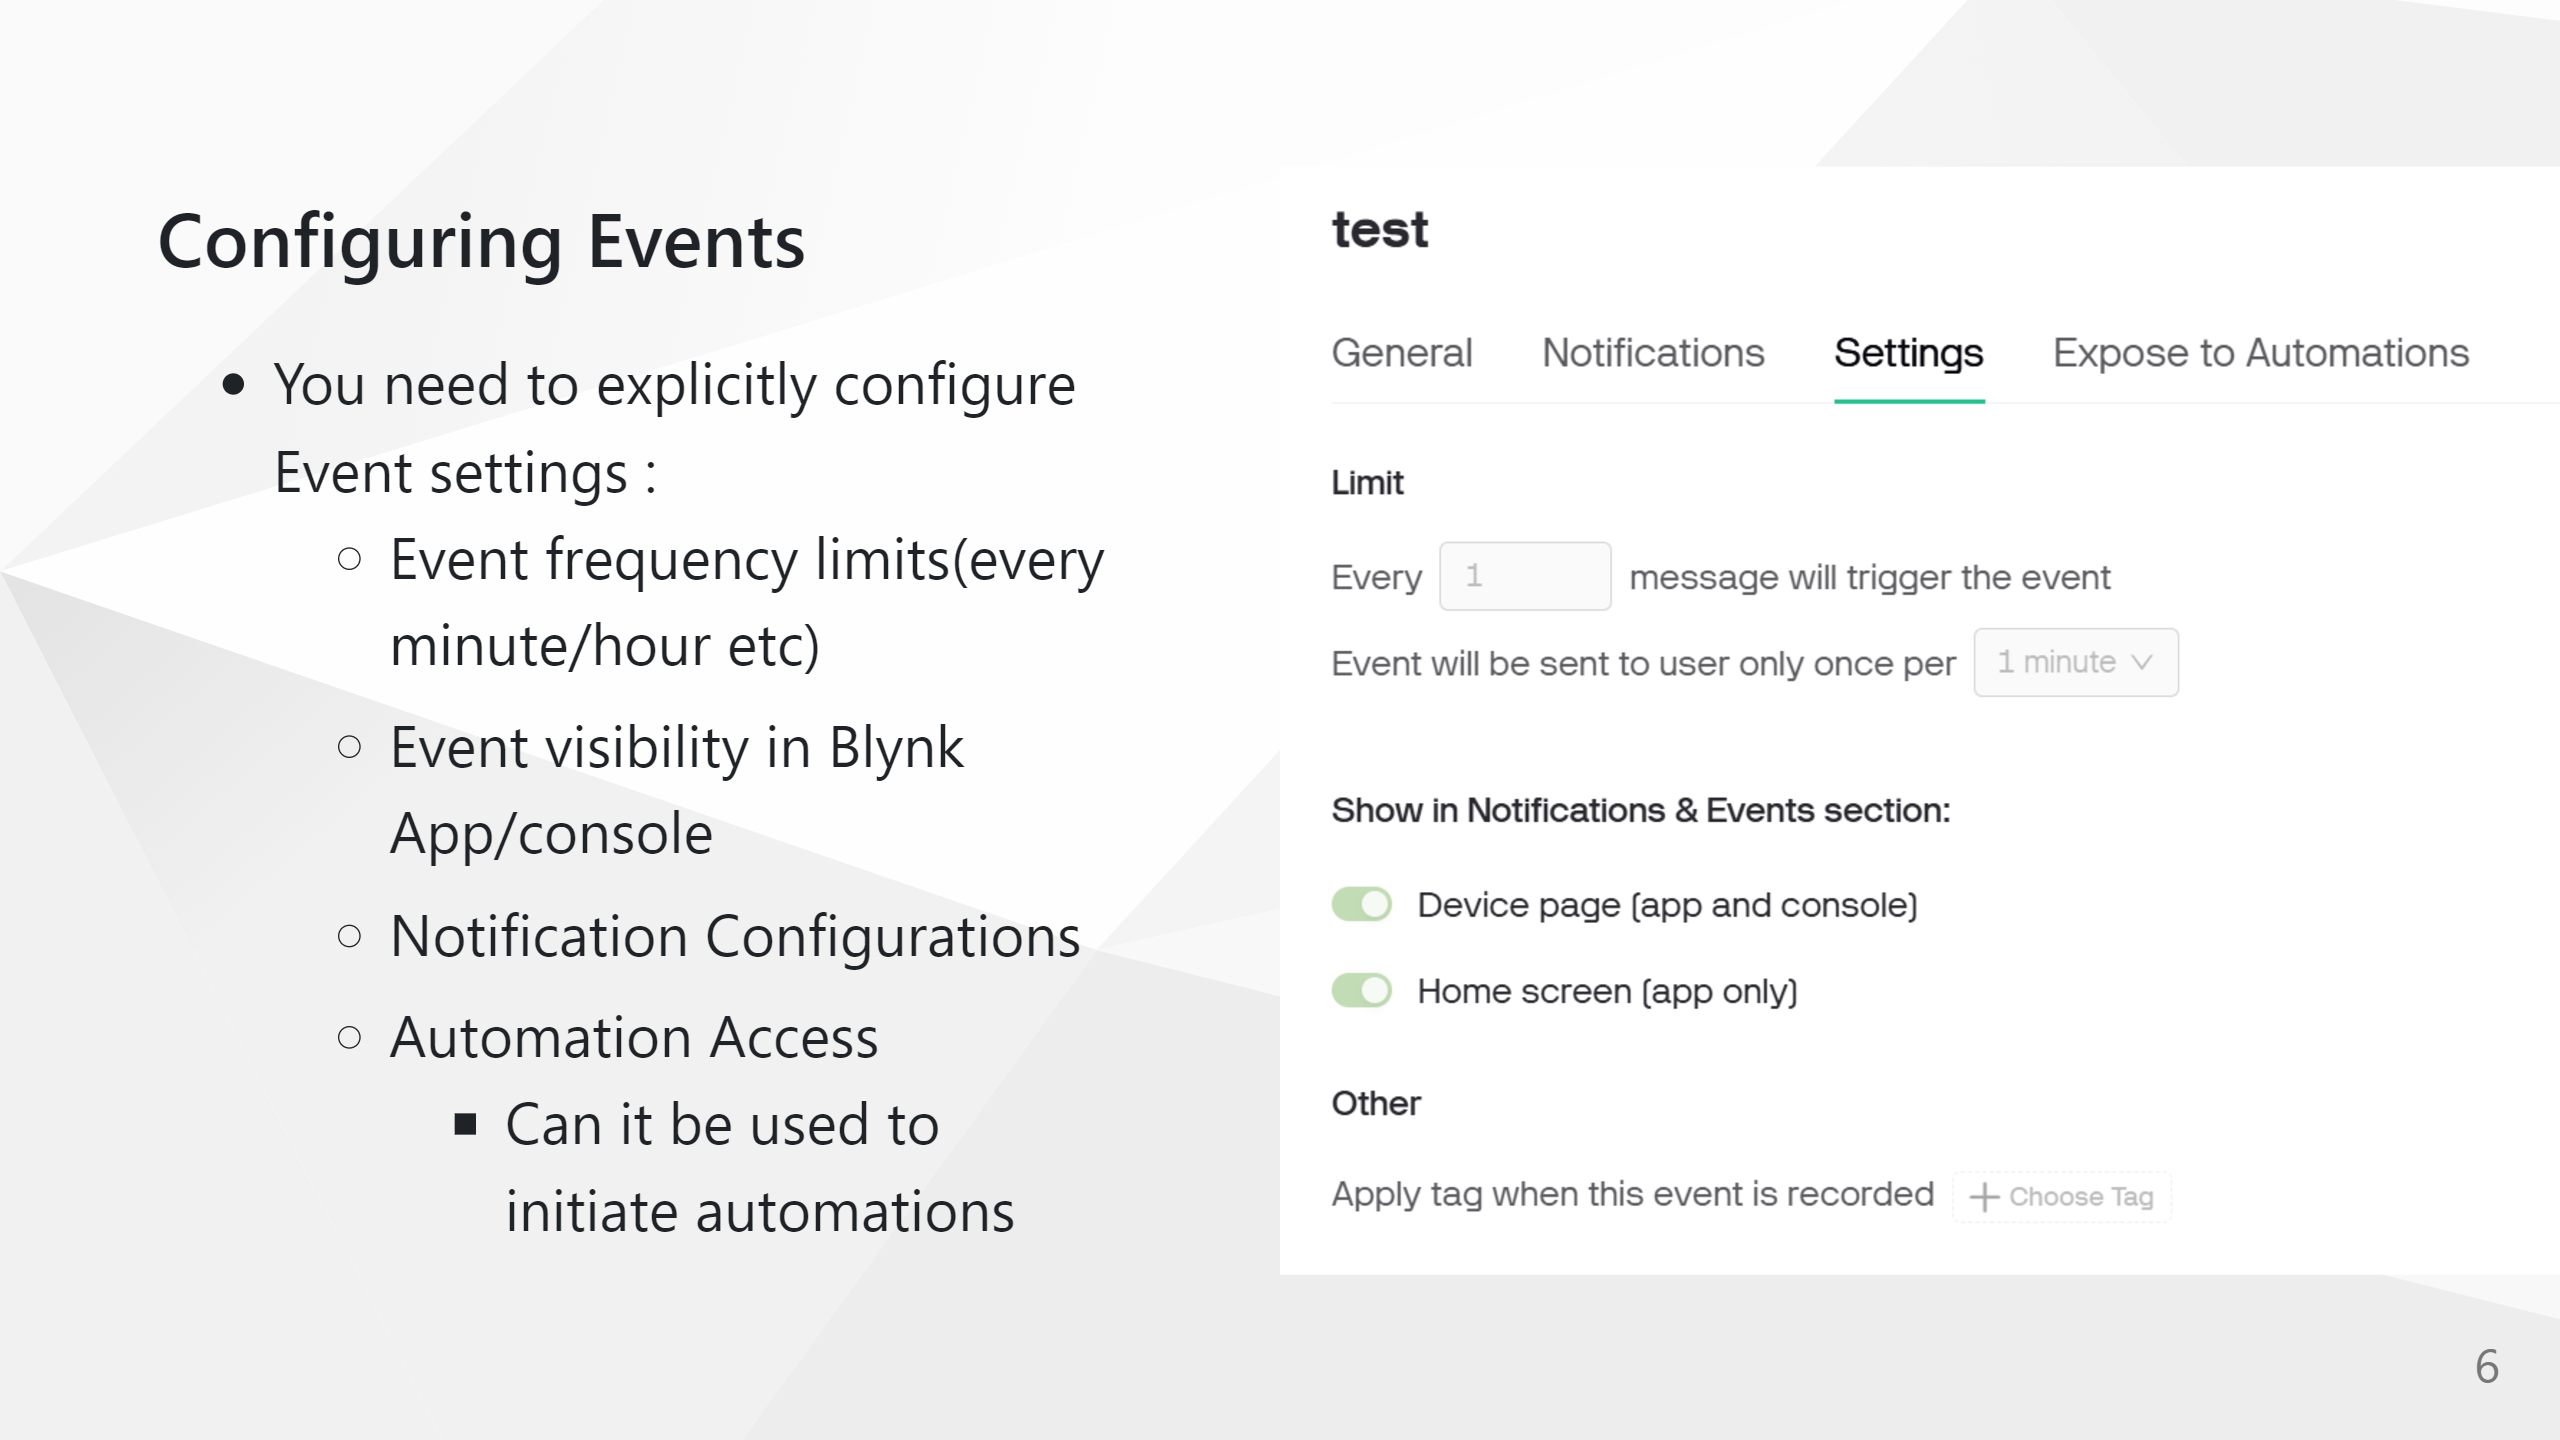 Configuring Events
● You need to explicitly configure
Event settings :
○ Event frequency limits(every
minute/hour etc)
○ Event visibility in Blynk
App/console
○ Notification Configurations
○ Automation Access
■ Can it be used to
initiate automations
test
General Notifications Settings Expose to Automations
Limit
Every 1 message will trigger the event
Event will be sent to user only once per 1 minute
Show in Notifications & Events section:
Device page (app and console)
Home screen (app only)
Other
Apply tag when this event is recorded + Choose Tag
6